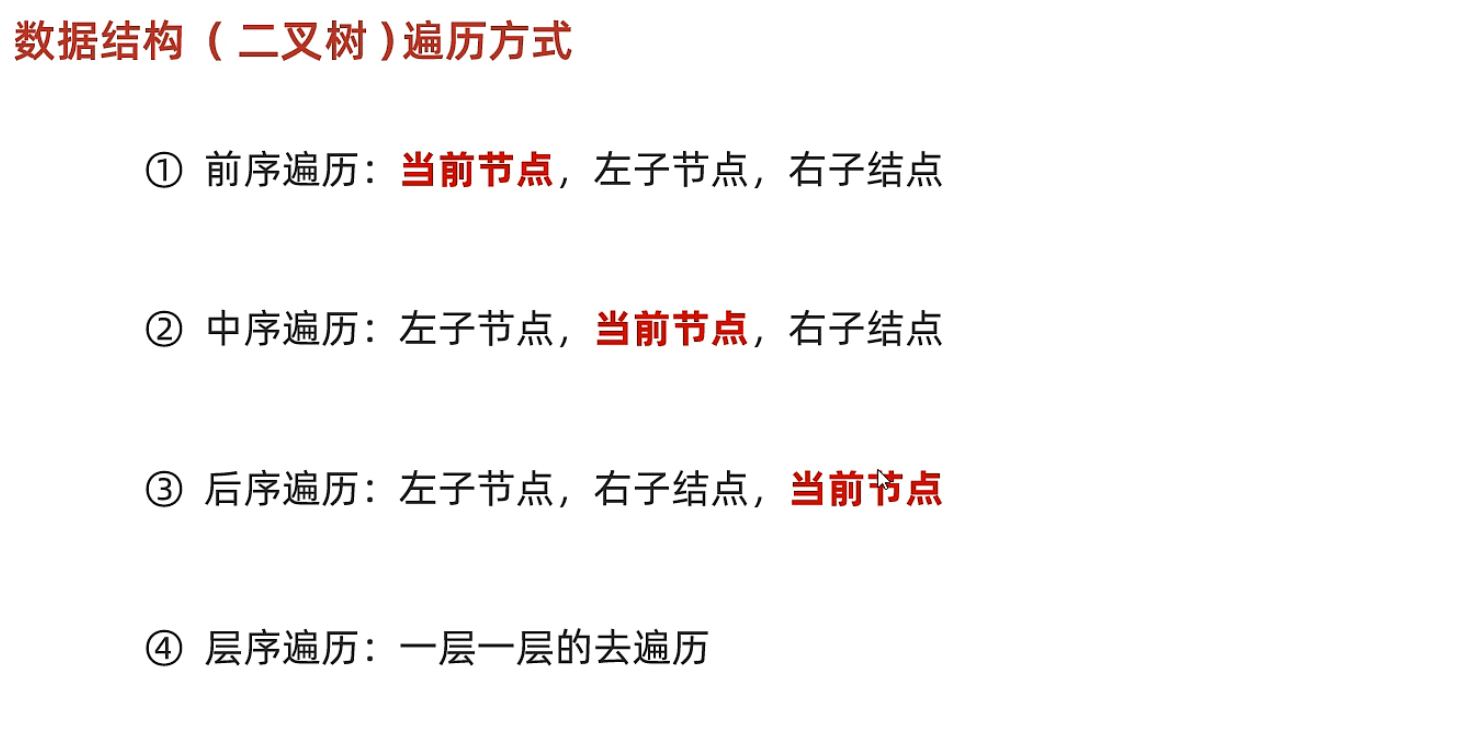 数据结构（二叉树）遍历方式
① 前序遍历：当前节点，左子节点，右子结点
② 中序遍历：左子节点，当前节点，右子结点
③ 后序遍历：左子节点，右子结点，当前节点
④ 层序遍历：一层一层的去遍历